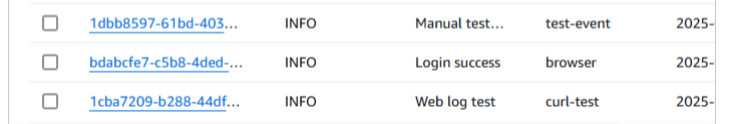 1dbb8597-61bd-403... INFO Manual test... test-event 2025-
bdabcfe7-c5b8-4ded-... INFO Login success browser 2025-
1cba7209-b288-44df... INFO Web log test curl-test 2025-